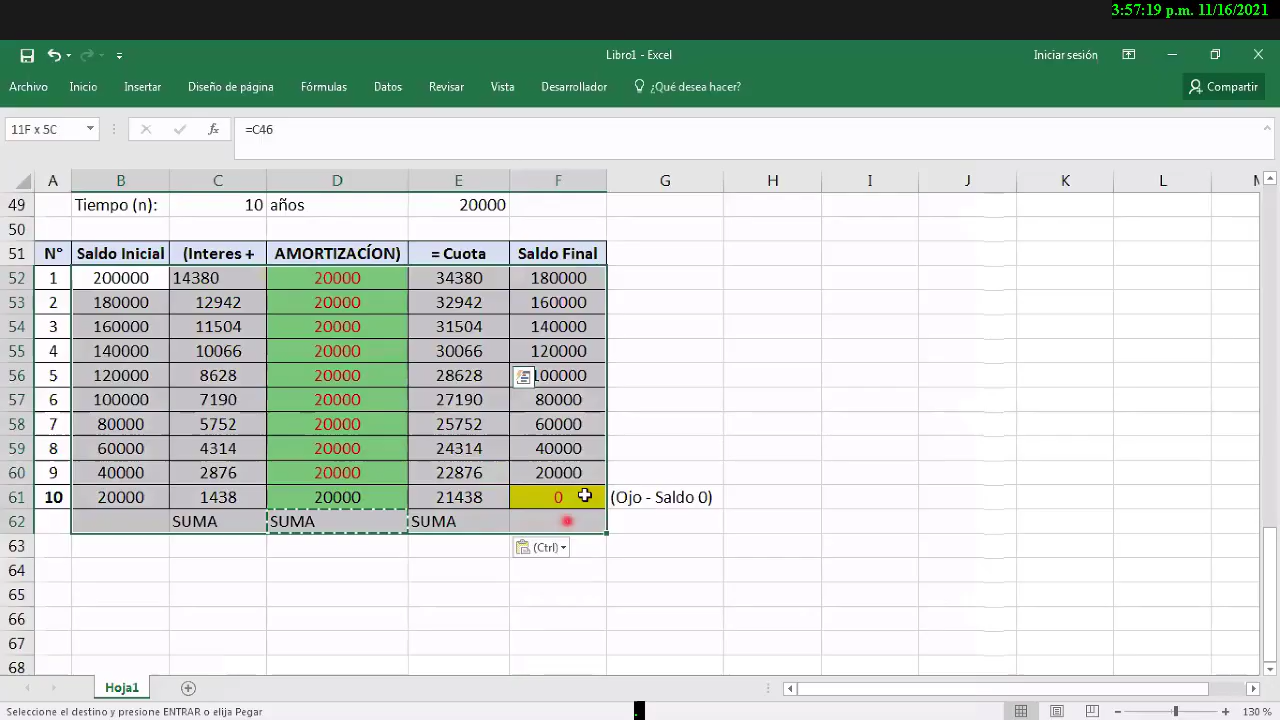 3:57:19 p.m. 11/16/2021
Libro1 - Excel
Iniciar sesión
Archivo Inicio Insertar Diseño de página Fórmulas Datos Revisar Vista Desarrollador ¿Qué desea hacer? Compartir
11F x 5C fx =C46
A B C D E F G H I J K L M
49 Tiempo (n): 10 años 20000
50
51 N° Saldo Inicial (Interes + AMORTIZACÍON) = Cuota Saldo Final
52 1 200000 14380 20000 34380 180000
53 2 180000 12942 20000 32942 160000
54 3 160000 11504 20000 31504 140000
55 4 140000 10066 20000 30066 120000
56 5 120000 8628 20000 28628 100000
57 6 100000 7190 20000 27190 80000
58 7 80000 5752 20000 25752 60000
59 8 60000 4314 20000 24314 40000
60 9 40000 2876 20000 22876 20000
61 10 20000 1438 20000 21438 0 (Ojo - Saldo 0)
62 SUMA SUMA SUMA
63 (Ctrl)
64
65
66
67
68
Hoja1
Seleccione el destino y presione ENTRAR o elija Pegar 130 %